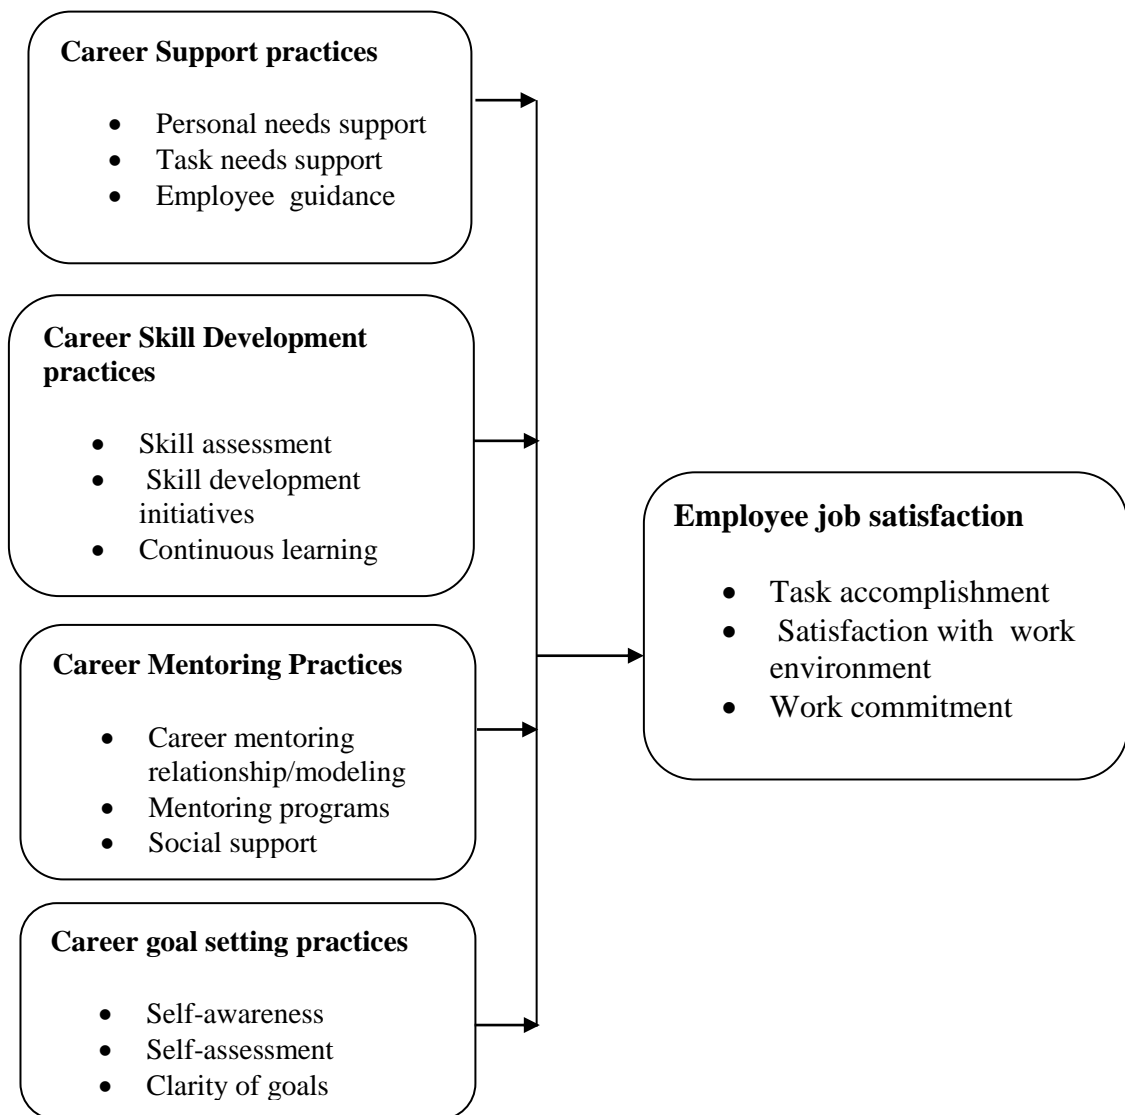 Career Support practices
• Personal needs support
• Task needs support
• Employee  guidance
Career Skill Development
practices
• Skill assessment
•  Skill development
initiatives
• Continuous learning
Career Mentoring Practices
• Career mentoring
relationship/modeling
• Mentoring programs
• Social support
Career goal setting practices
• Self-awareness
• Self-assessment
• Clarity of goals
Employee job satisfaction
• Task accomplishment
•  Satisfaction with  work
environment
• Work commitment